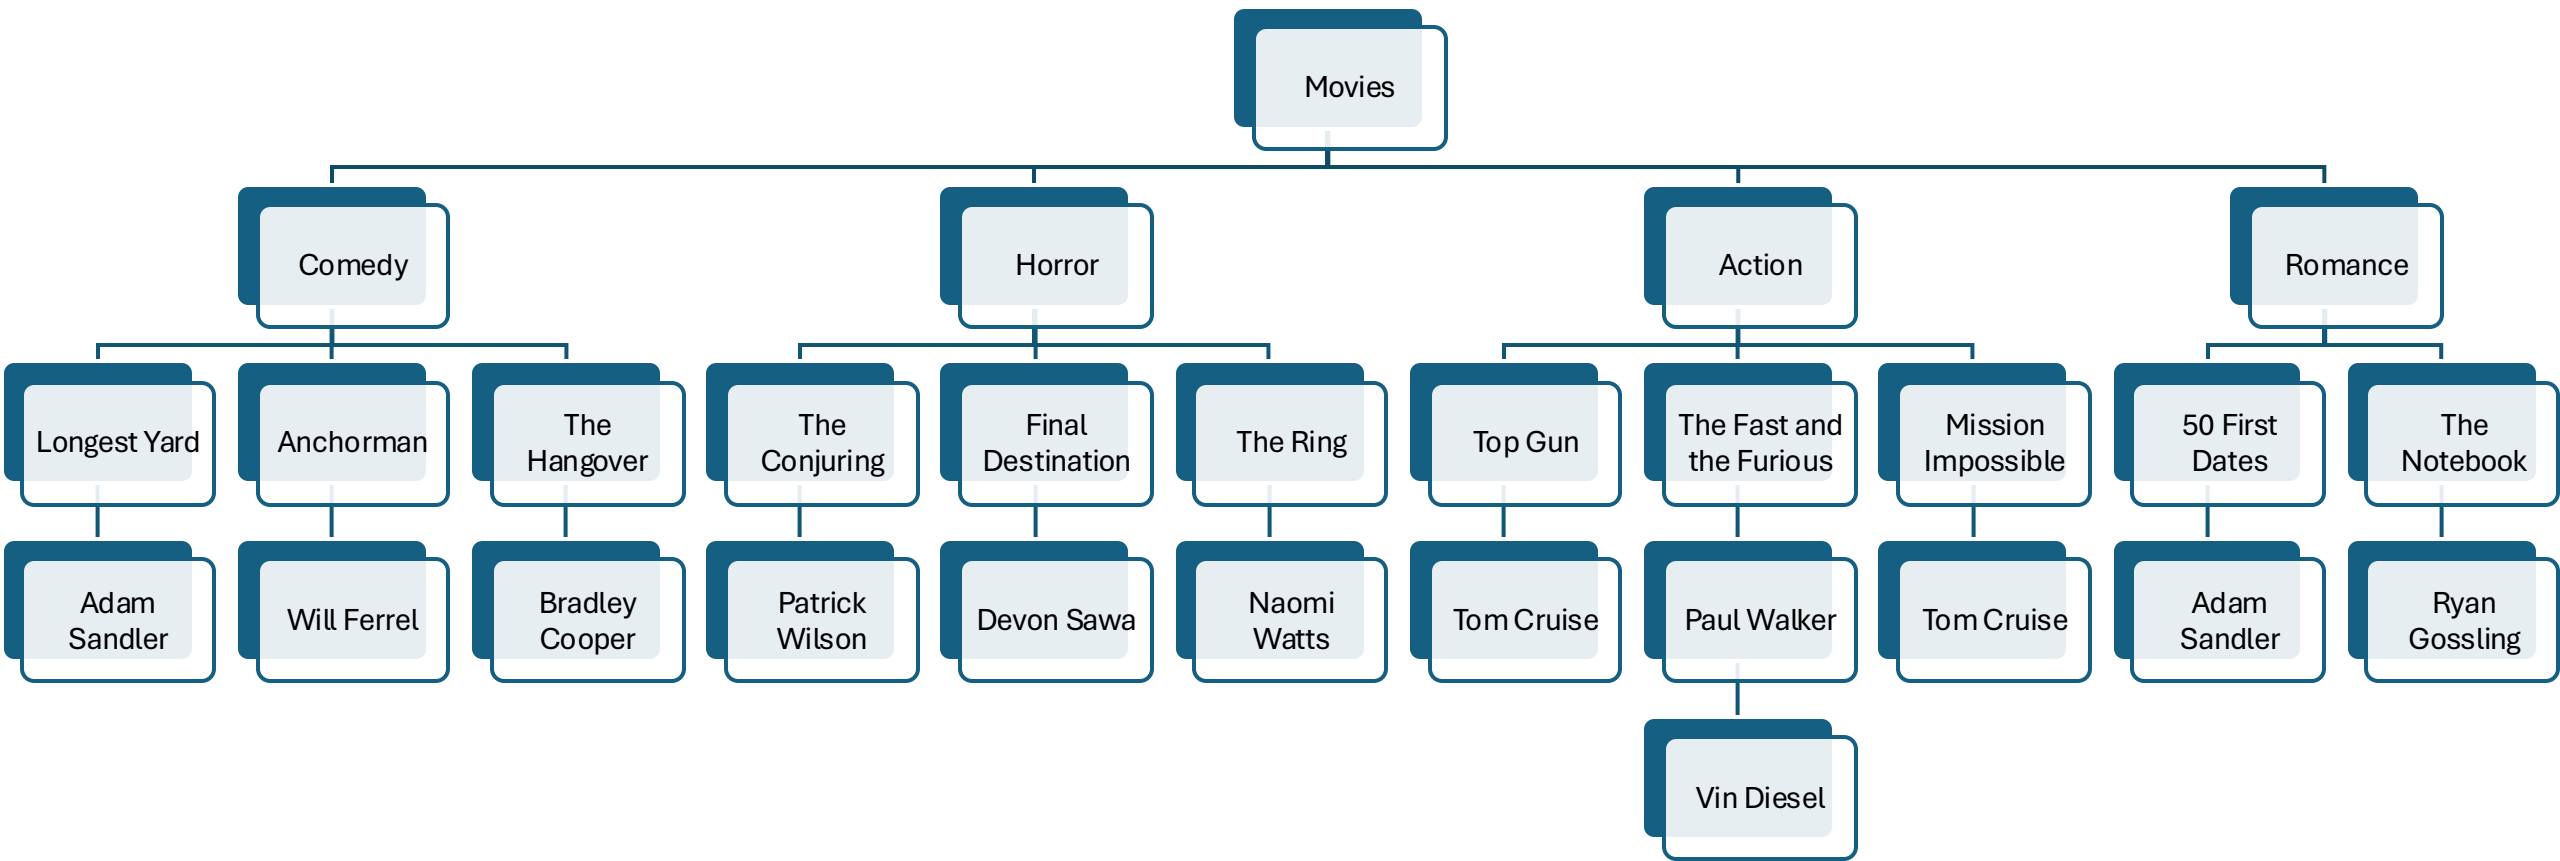 Movies
Comedy
Horror
Action
Romance
Longest Yard
Anchorman
The
Hangover
The
Conjuring
Final
Destination
The Ring
Top Gun
The Fast and
the Furious
Mission
Impossible
50 First
Dates
The
Notebook
Adam
Sandler
Will Ferrel
Bradley
Cooper
Patrick
Wilson
Devon Sawa
Naomi
Watts
Tom Cruise
Paul Walker
Tom Cruise
Adam
Sandler
Ryan
Gossling
Vin Diesel